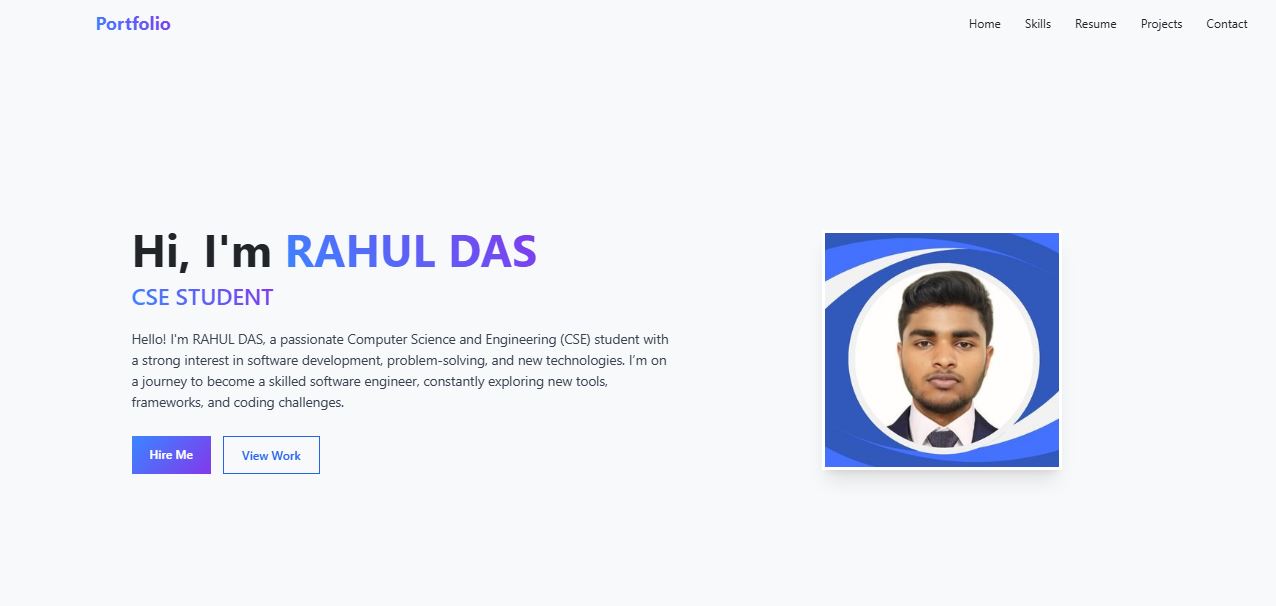 Portfolio
Home Skills Resume Projects Contact
Hi, I'm RAHUL DAS
CSE STUDENT
Hello! I'm RAHUL DAS, a passionate Computer Science and Engineering (CSE) student with
a strong interest in software development, problem-solving, and new technologies. I’m on
a journey to become a skilled software engineer, constantly exploring new tools,
frameworks, and coding challenges.
Hire Me View Work